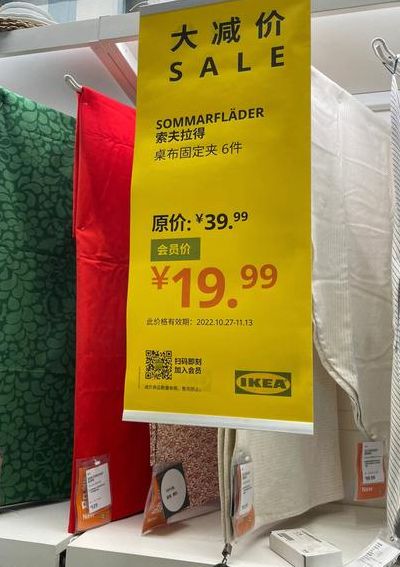 大减价
SALE
SOMMARFLÄDER
索夫拉得
桌布固定夹 6件
原价: ¥39.99
会员价
¥19.99
此价格有效期：2022.10.27-11.13
扫码即刻
加入会员
IKEA